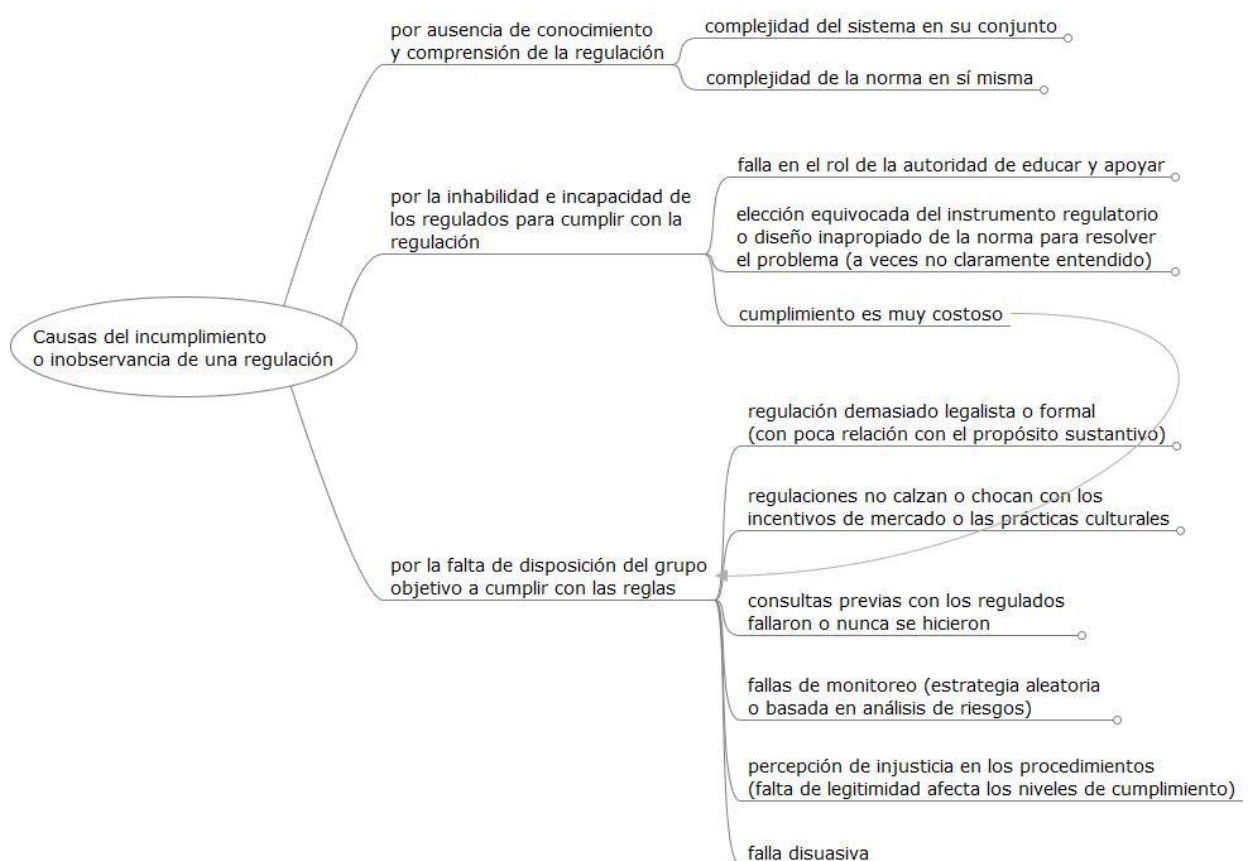 Causas del incumplimiento
o inobservancia de una regulación
por ausencia de conocimiento
y comprensión de la regulación
complejidad del sistema en su conjunto
complejidad de la norma en sí misma
por la inhabilidad e incapacidad de
los regulados para cumplir con la
regulación
falla en el rol de la autoridad de educar y apoyar
elección equivocada del instrumento regulatorio
o diseño inapropiado de la norma para resolver
el problema (a veces no claramente entendido)
cumplimiento es muy costoso
por la falta de disposición del grupo
objetivo a cumplir con las reglas
regulación demasiado legalista o formal
(con poca relación con el propósito sustantivo)
regulaciones no calzan o chocan con los
incentivos de mercado o las prácticas culturales
consultas previas con los regulados
fallaron o nunca se hicieron
fallas de monitoreo (estrategia aleatoria
o basada en análisis de riesgos)
percepción de injusticia en los procedimientos
(falta de legitimidad afecta los niveles de cumplimiento)
falla disuasiva